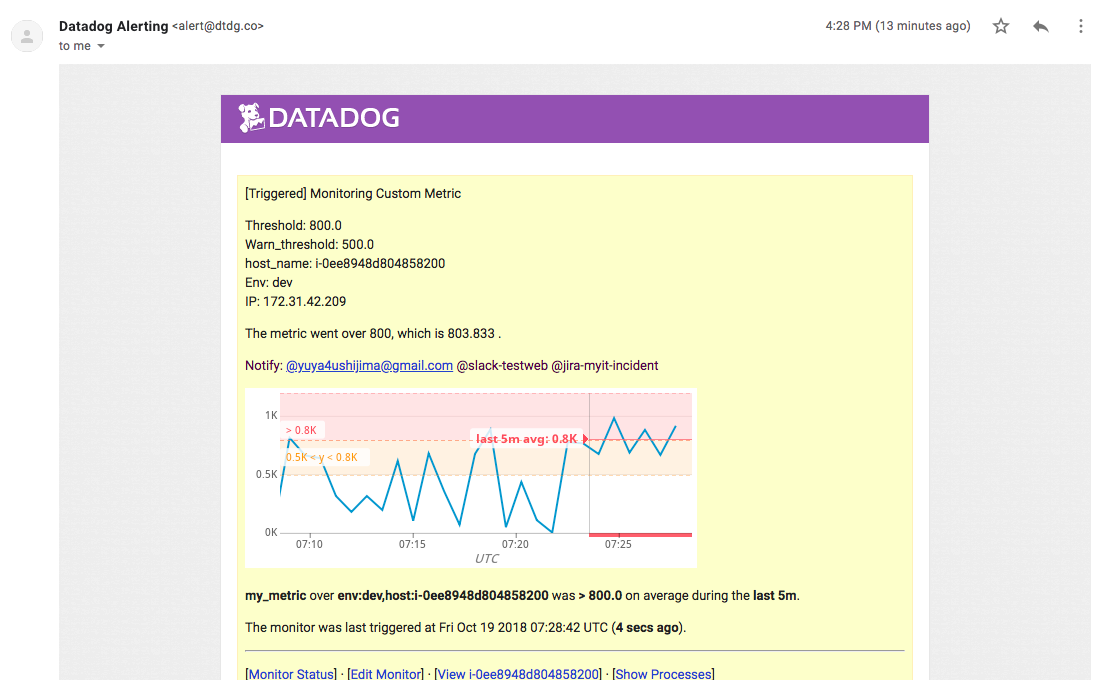 Datadog Alerting <alert@dtdg.co>
4:28 PM (13 minutes ago)
to me
DATADOG
[Triggered] Monitoring Custom Metric
Threshold: 800.0
Warn_threshold: 500.0
host_name: i-0ee8948d804858200
Env: dev
IP: 172.31.42.209
The metric went over 800, which is 803.833 .
Notify: @yuya4ushijima@gmail.com @slack-testweb @jira-myit-incident
1K
> 0.8K
last 5m avg: 0.8K
0.5K < y < 0.8K
0.5K
0K
07:10 07:15 07:20 07:25
UTC
my_metric over env:dev,host:i-0ee8948d804858200 was > 800.0 on average during the last 5m.
The monitor was last triggered at Fri Oct 19 2018 07:28:42 UTC (4 secs ago).
[Monitor Status] · [Edit Monitor] · [View i-0ee8948d804858200] · [Show Processes]